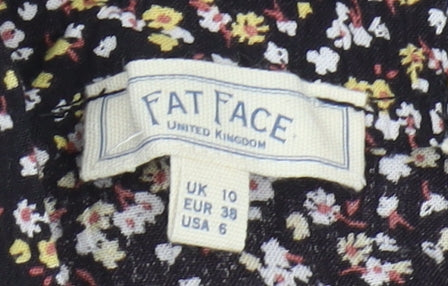 FAT FACE
UNITED KINGDOM
UK 10
EUR 38
USA 6